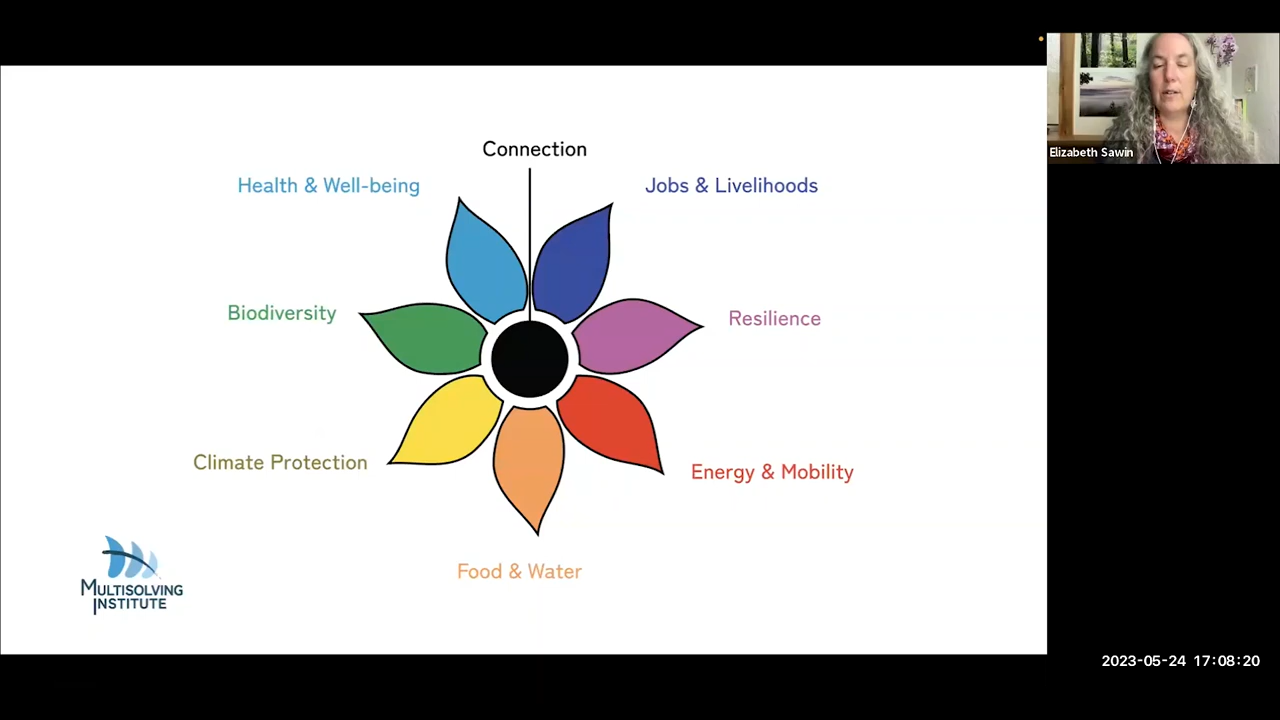 Connection
Health & Well-being
Jobs & Livelihoods
Biodiversity
Resilience
Climate Protection
Energy & Mobility
Food & Water
MULTISOLVING
INSTITUTE
Elizabeth Sawin
2023-05-24 17:08:20